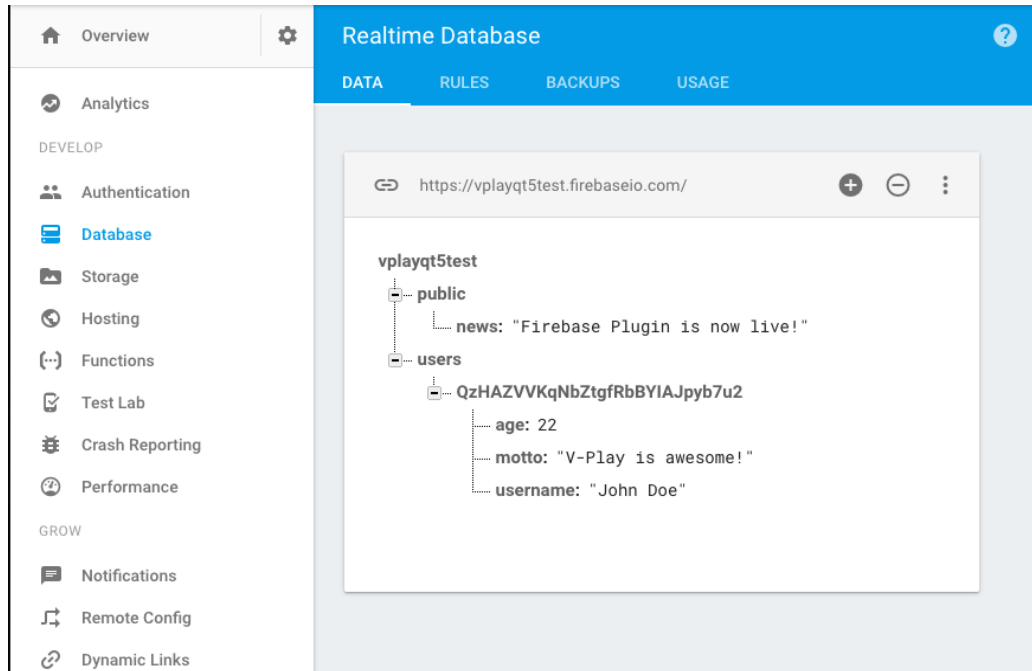 Overview
Analytics
DEVELOP
Authentication
Database
Storage
Hosting
Functions
Test Lab
Crash Reporting
Performance
GROW
Notifications
Remote Config
Dynamic Links
Realtime Database
DATA RULES BACKUPS USAGE
https://vplayqt5test.firebaseio.com/
vplayqt5test
public
news: "Firebase Plugin is now live!"
users
QzHAZVVKqNbZtgfRbBYIAJpyb7u2
age: 22
motto: "V-Play is awesome!"
username: "John Doe"